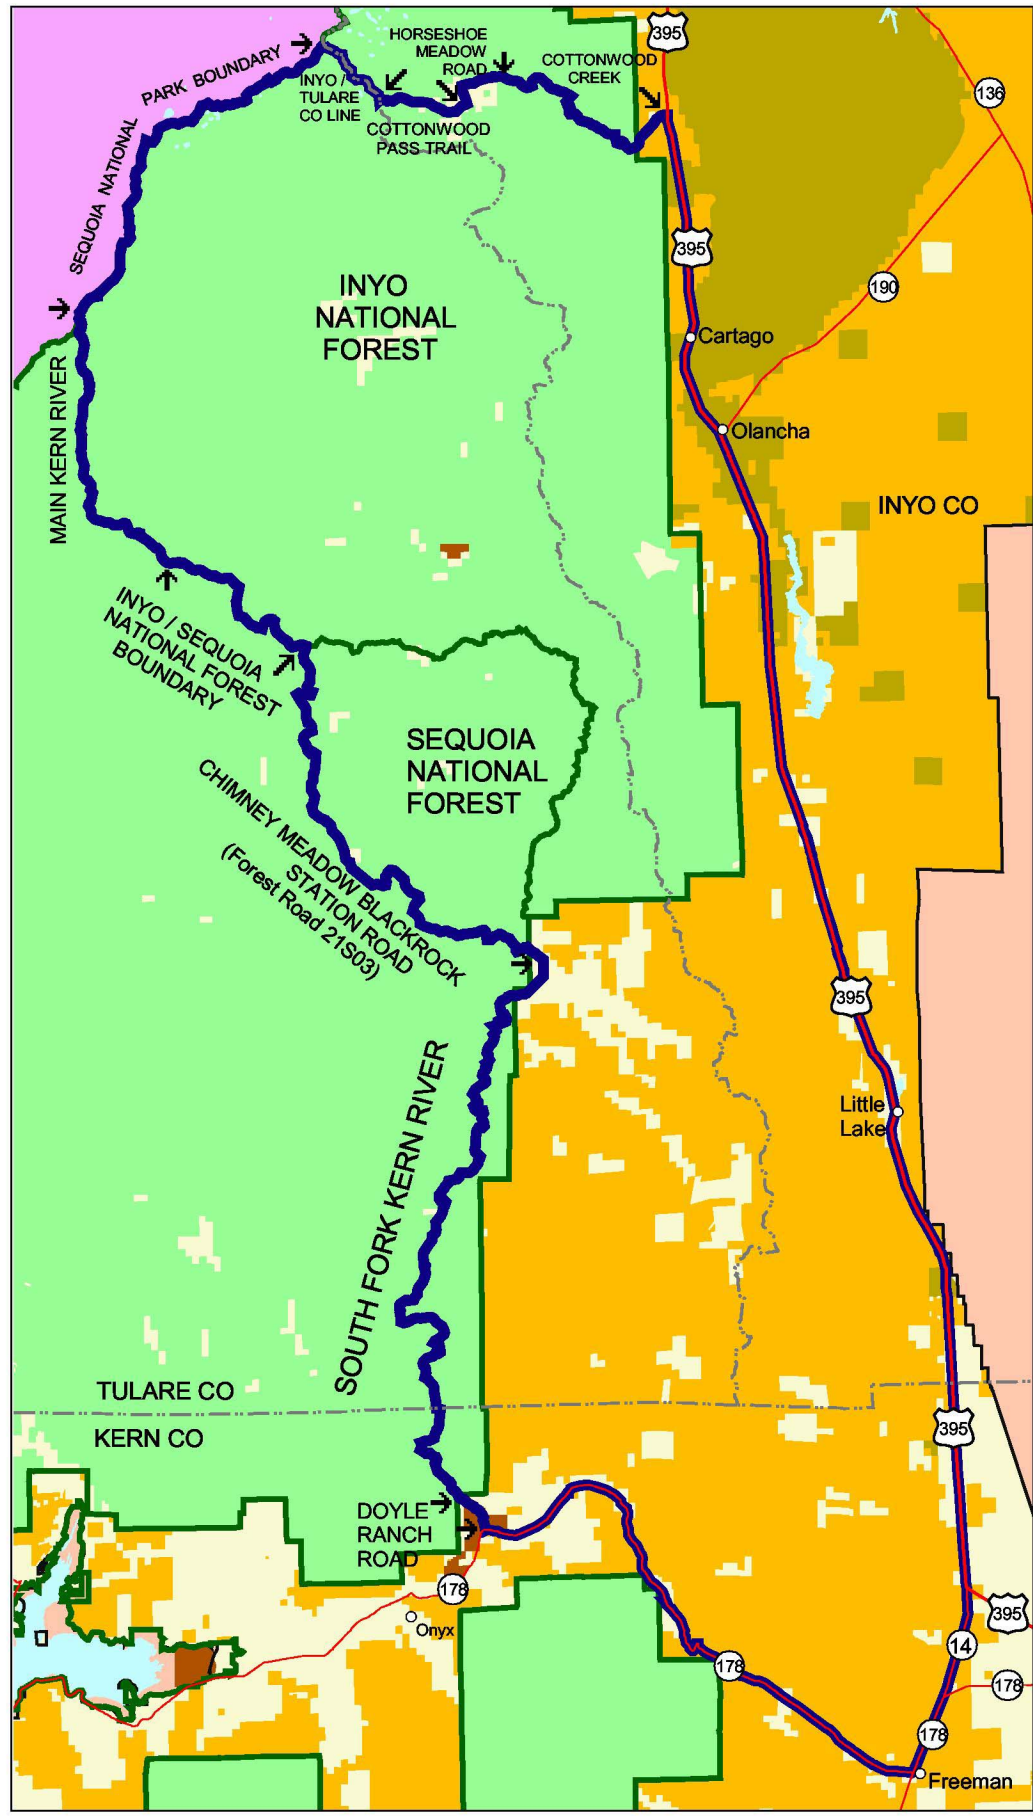 HORSESHOE
MEADOW
ROAD
395
COTTONWOOD
CREEK
PARK BOUNDARY
INYO /
TULARE
CO LINE
136
COTTONWOOD
PASS TRAIL
SEQUOIA NATIONAL
395
190
INYO
NATIONAL
FOREST
Cartago
MAIN KERN RIVER
Olancha
INYO CO
INYO / SEQUOIA
NATIONAL FOREST
BOUNDARY
SEQUOIA
NATIONAL
FOREST
CHIMNEY MEADOW BLACKROCK
STATION ROAD
(Forest Road 21S03)
395
SOUTH FORK KERN RIVER
Little
Lake
TULARE CO
KERN CO
395
DOYLE
RANCH
ROAD
178
Onyx
395
14
178
178
178
Freeman